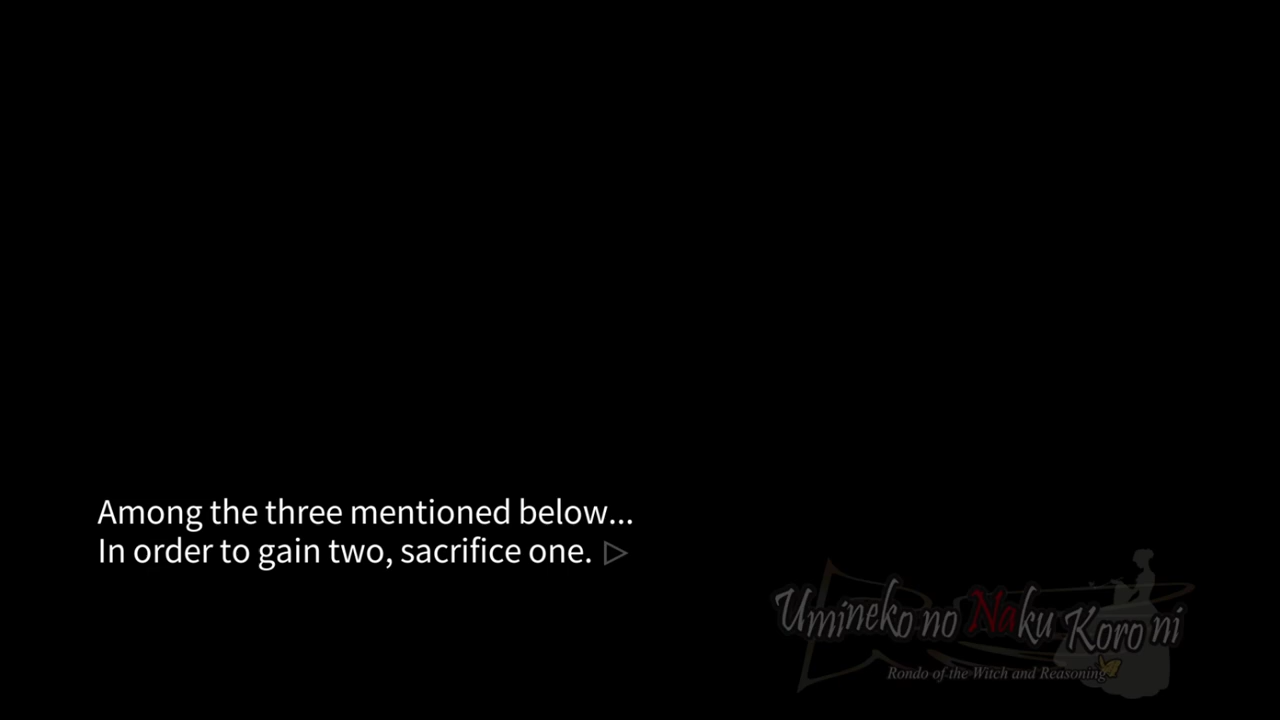 Among the three mentioned below...
In order to gain two, sacrifice one.
Umineko no Naku Koro ni
Rondo of the Witch and Reasoning